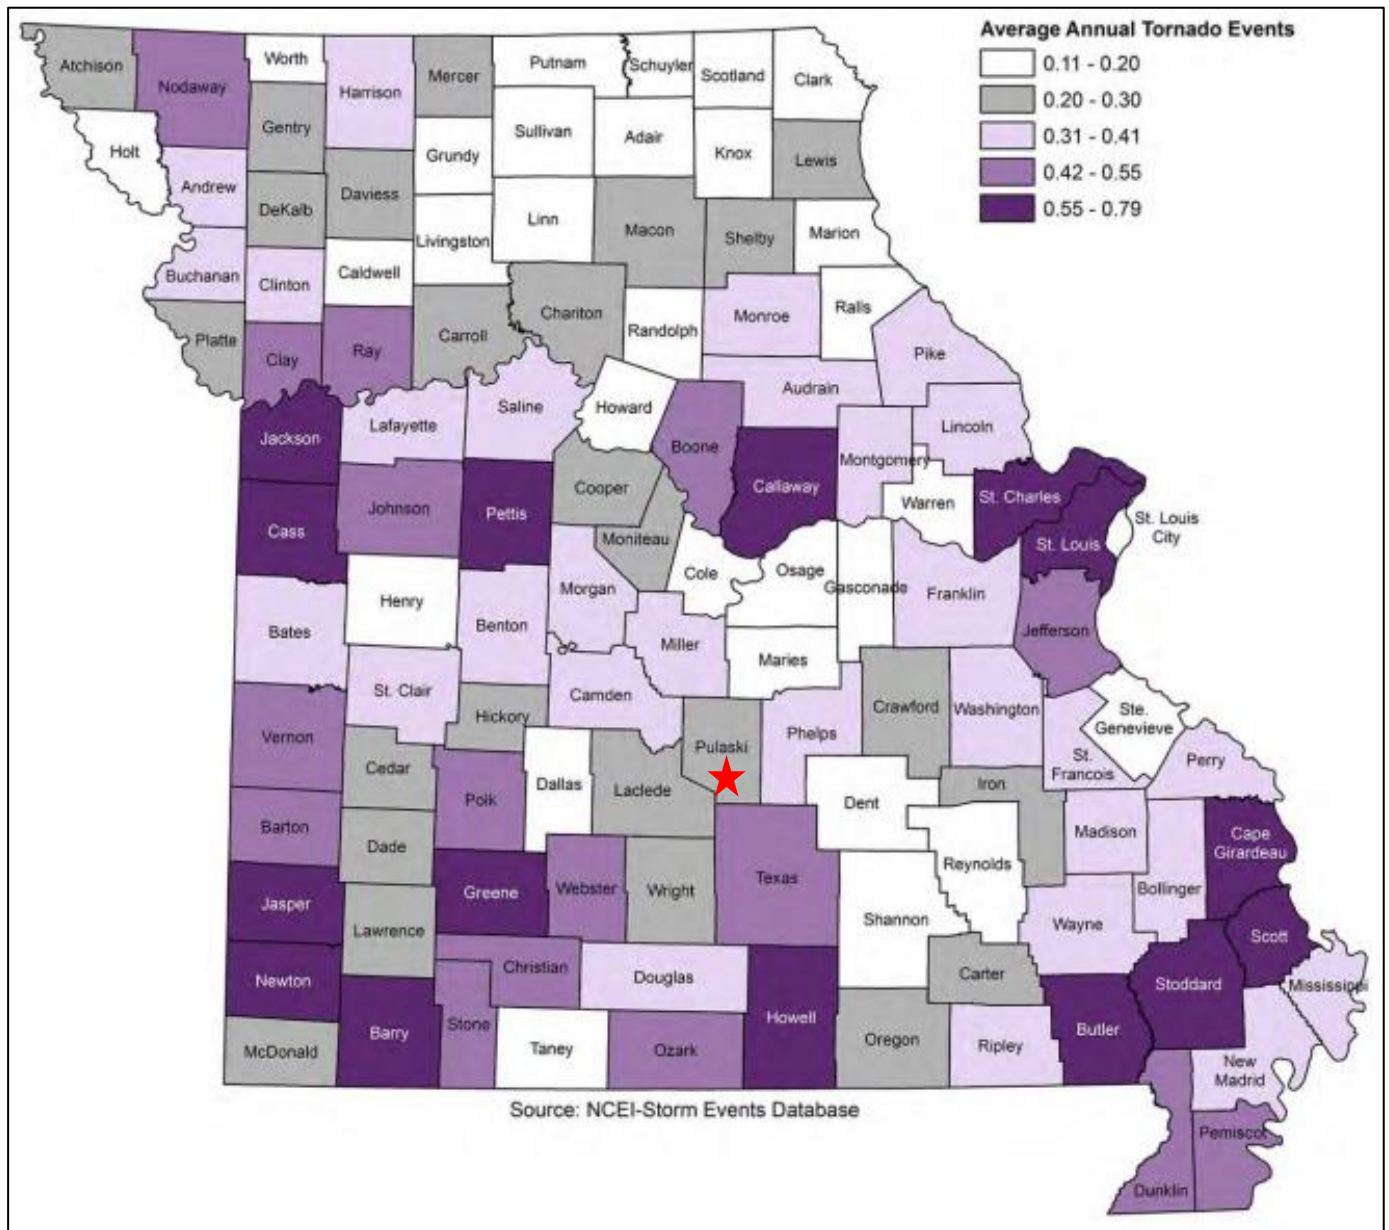 Average Annual Tornado Events
0.11 - 0.20
0.20 - 0.30
0.31 - 0.41
0.42 - 0.55
0.55 - 0.79
Atchison
Nodaway
Worth
Harrison
Mercer
Putnam
Schuyler
Scotland
Clark
Holt
Gentry
Sullivan
Adair
Knox
Lewis
Andrew
DeKalb
Daviess
Grundy
Linn
Macon
Shelby
Marion
Buchanan
Clinton
Caldwell
Livingston
Chariton
Randolph
Monroe
Ralls
Pike
Platte
Clay
Ray
Carroll
Saline
Howard
Audrain
Lincoln
Jackson
Lafayette
Boone
Callaway
Montgomery
Warren
St. Charles
St. Louis
St. Louis
City
Cass
Johnson
Pettis
Cooper
Moniteau
Cole
Osage
Gasconade
Franklin
Jefferson
Bates
Henry
Benton
Morgan
Miller
Maries
St. Clair
Camden
Crawford
Washington
Ste.
Genevieve
St.
Francois
Perry
Vernon
Hickory
Pulaski
Phelps
Cedar
Polk
Dallas
Laclede
Dent
Iron
Madison
Cape
Girardeau
Barton
Dade
Reynolds
Bollinger
Jasper
Greene
Webster
Wright
Texas
Shannon
Wayne
Scott
Lawrence
Newton
Christian
Douglas
Carter
Stoddard
Mississippi
McDonald
Barry
Stone
Taney
Ozark
Howell
Oregon
Ripley
Butler
New
Madrid
Pemiscot
Dunklin
Source: NCEI-Storm Events Database